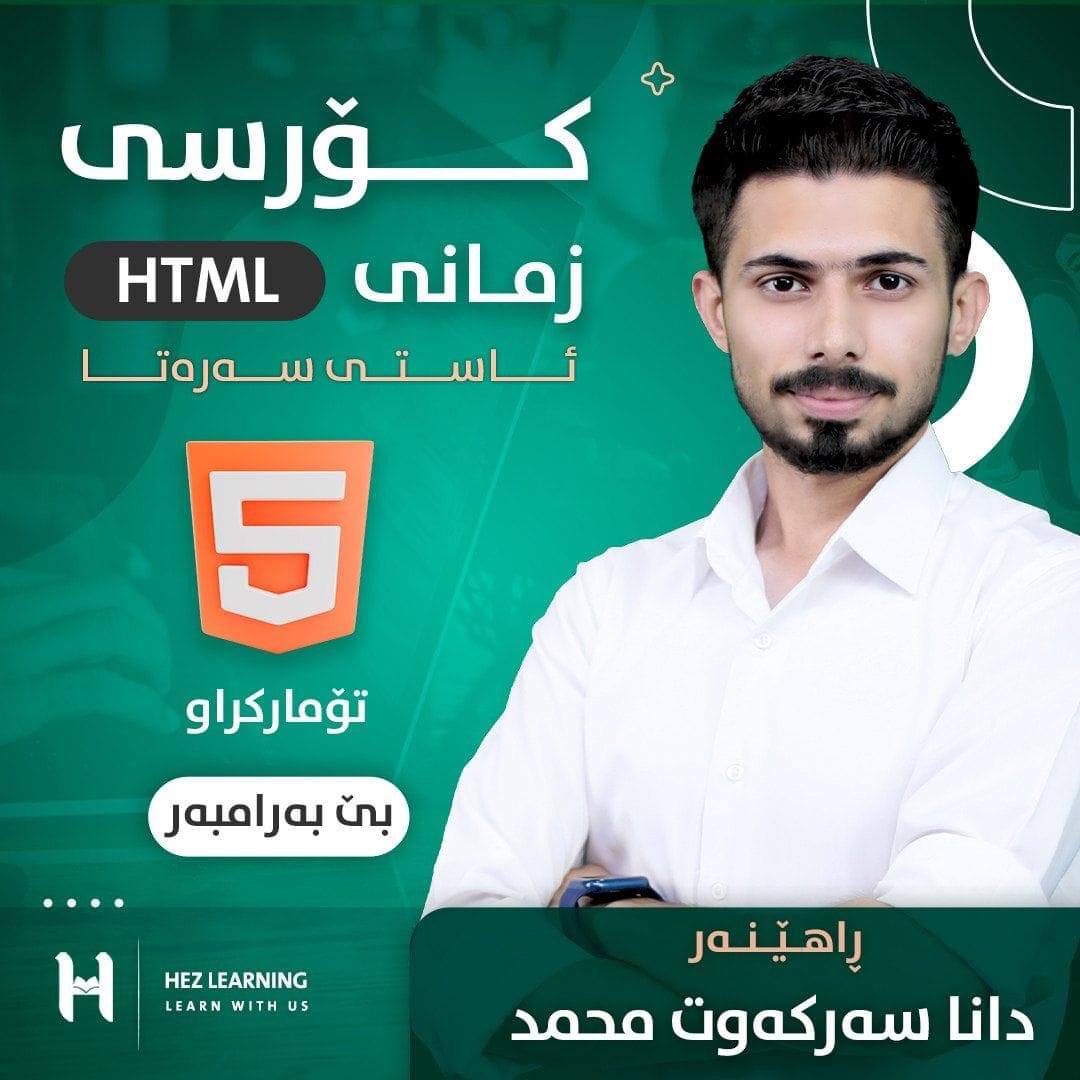 کۆرسی
زمانی HTML
ئاستی سەرەتا
5
تۆمارکراو
بێ بەرامبەر
ڕاهێنەر
دانا سەرکەوت محمد
HEZ LEARNING
LEARN WITH US